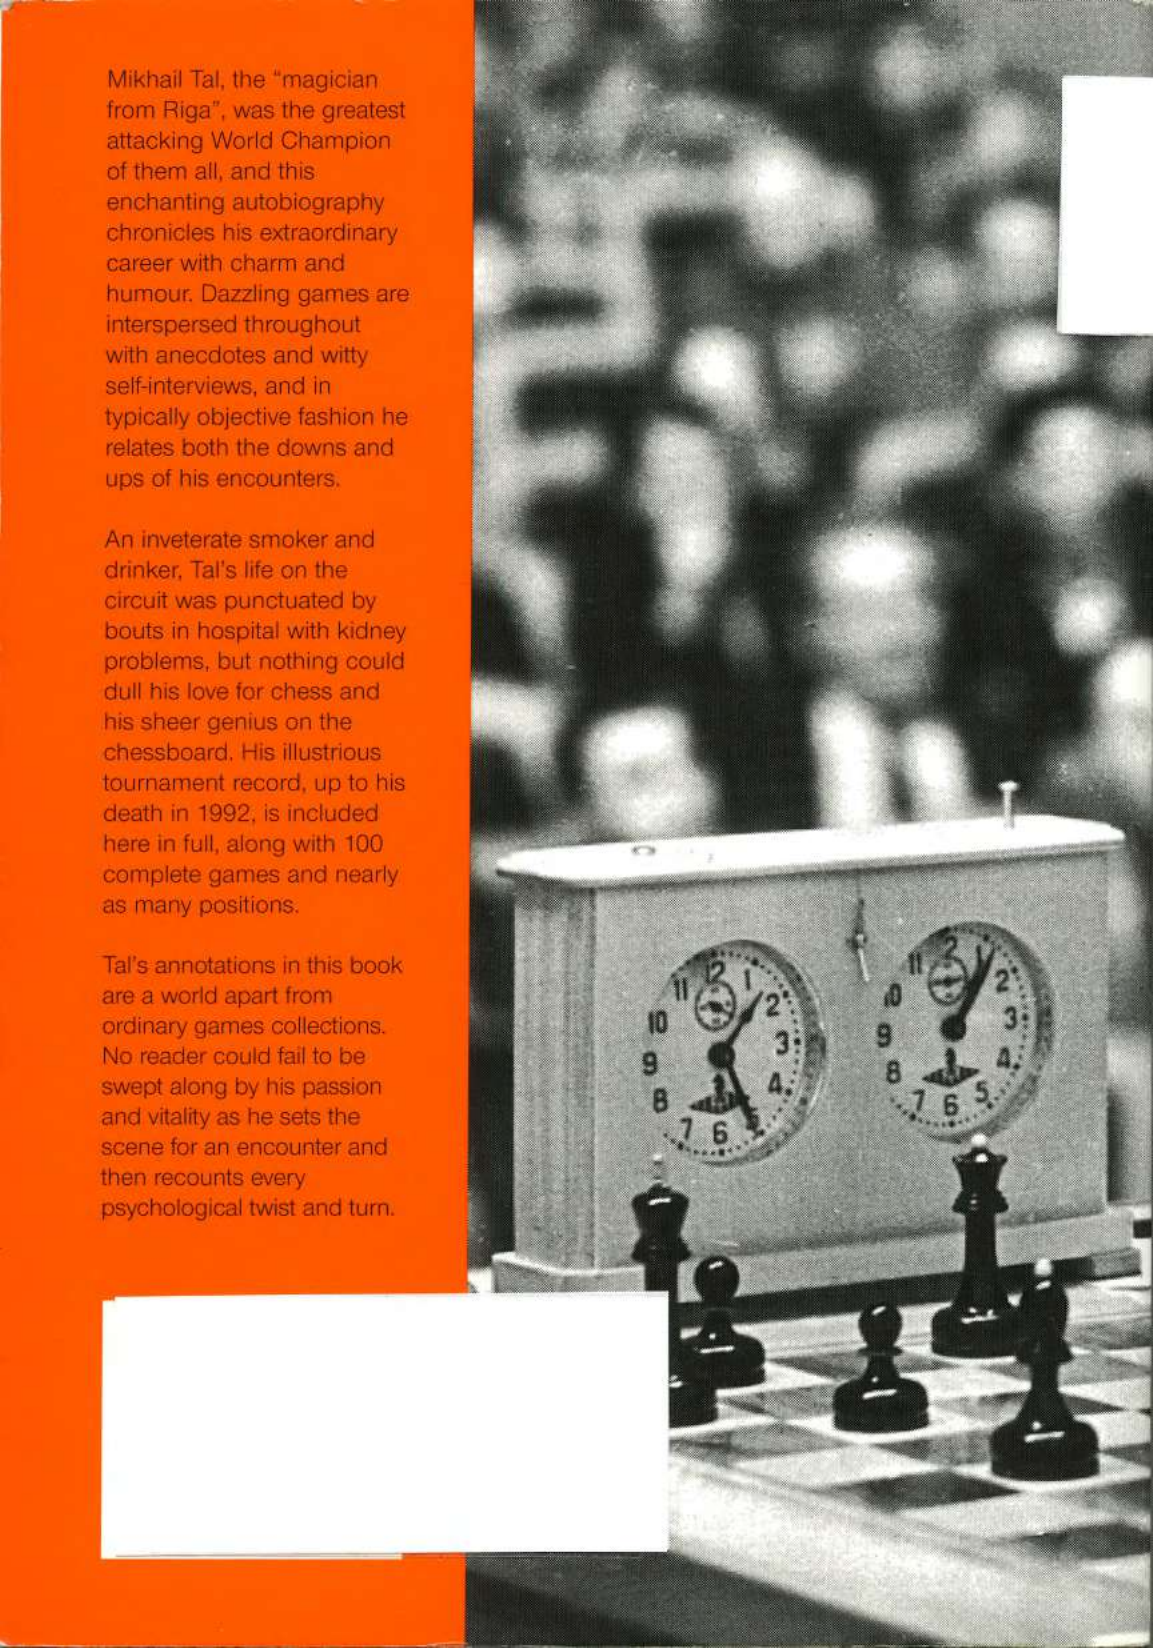 Mikhail Tal, the “magician
from Riga”, was the greatest
attacking World Champion
of them all, and this
enchanting autobiography
chronicles his extraordinary
career with charm and
humour. Dazzling games are
interspersed throughout
with anecdotes and witty
self-interviews, and in
typically objective fashion he
relates both the downs and
ups of his encounters.
An inveterate smoker and
drinker, Tal's life on the
circuit was punctuated by
bouts in hospital with kidney
problems, but nothing could
dull his love for chess and
his sheer genius on the
chessboard. His illustrious
tournament record, up to his
death in 1992, is included
here in full, along with 100
complete games and nearly
as many positions.
Tal's annotations in this book
are a world apart from
ordinary games collections.
No reader could fail to be
swept along by his passion
and vitality as he sets the
scene for an encounter and
then recounts every
psychological twist and turn.
12 1 2 3 4 5 6 7 8 9 10 11
2 1 2 3 4 5 6 7 8 9 10 11